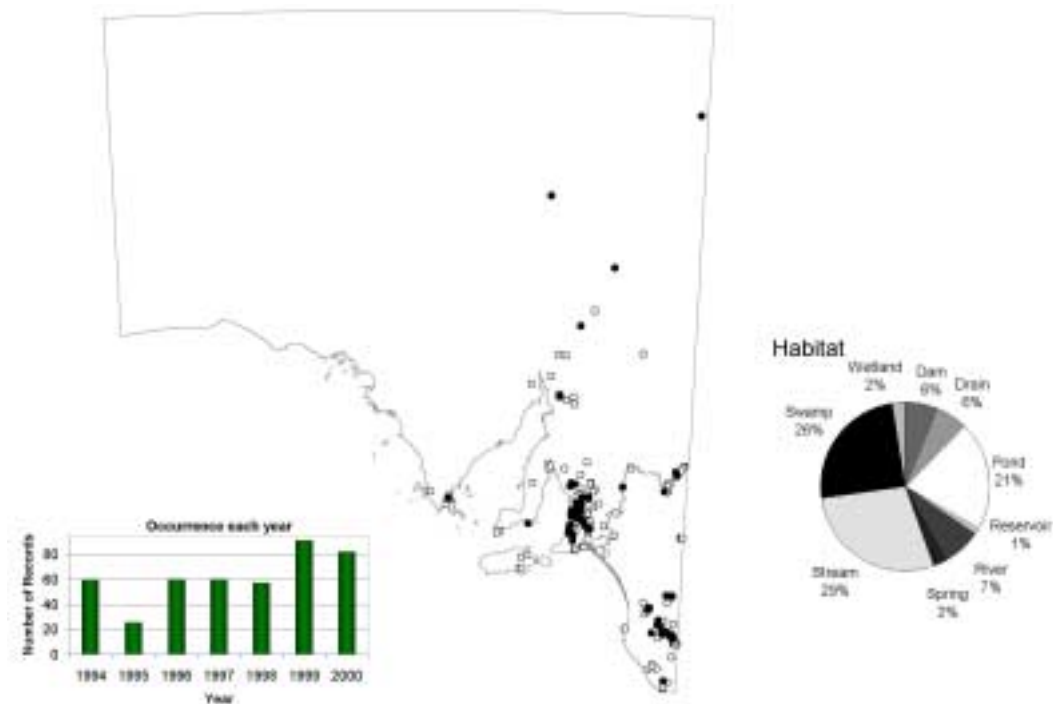 Habitat
Wetland
2%
Dam
6%
Drain
6%
Swamp
26%
Pond
21%
Reservoir
1%
River
7%
Spring
2%
Stream
29%
Occurrence each year
Number of Records
80
60
40
20
0
1994 1995 1996 1997 1998 1999 2000
Year